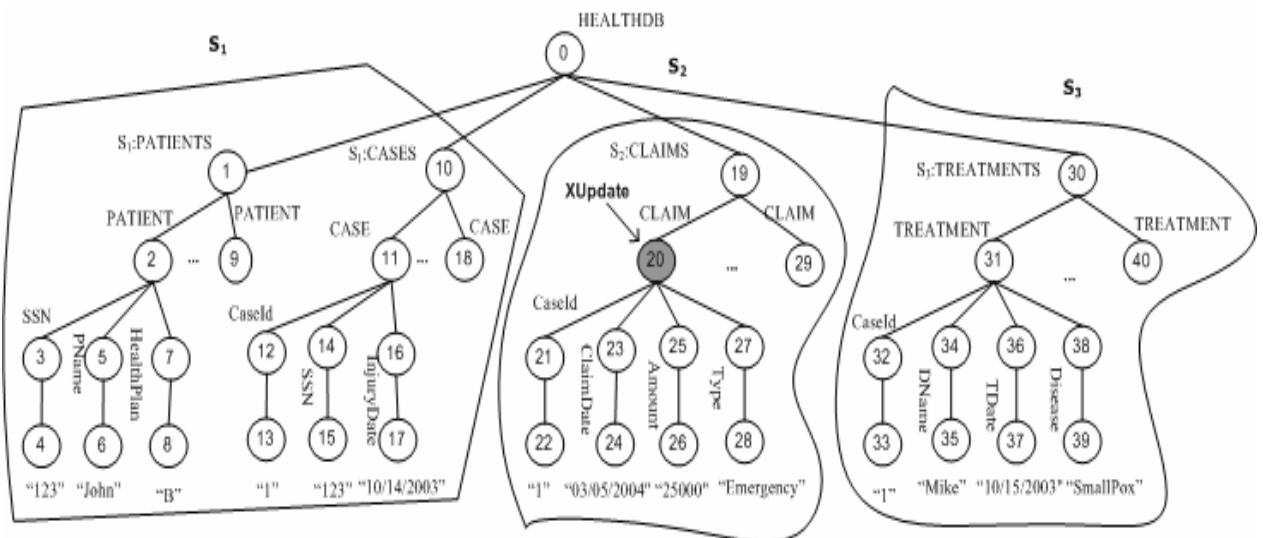 HEALTHDB
0
S1
S2
S3
S1:PATIENTS
1
S1:CASES
10
S2:CLAIMS
19
S3:TREATMENTS
30
XUpdate
PATIENT
PATIENT
2
...
9
CASE
CASE
11
...
18
CLAIM
CLAIM
20
...
29
TREATMENT
TREATMENT
31
...
40
SSN
3
PName
5
HealthPlan
7
CaseId
12
SSN
14
InjuryDate
16
CaseId
21
ClaimDate
23
Amount
25
Type
27
CaseId
32
DName
34
TDate
36
Disease
38
4
6
8
13
15
17
22
24
26
28
33
35
37
39
“123” “John” “B”
“1” “123” “10/14/2003”
“1” “03/05/2004” “25000” “Emergency”
“1” “Mike” “10/15/2003” “SmallPox”